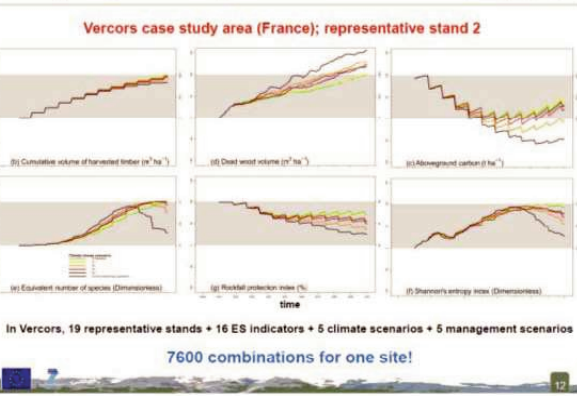 Vercors case study area (France); representative stand 2
(b) Cumulative volume of harvested timber (m³ ha⁻¹)
(d) Dead wood volume (m³ ha⁻¹)
(c) Aboveground carbon (t ha⁻¹)
(e) Equivalent number of species (Dimensionless)
(g) Rockfall protection index (%)
(f) Shannon's entropy index (Dimensionless)
time
In Vercors, 19 representative stands + 16 ES indicators + 5 climate scenarios + 5 management scenarios
7600 combinations for one site!
12